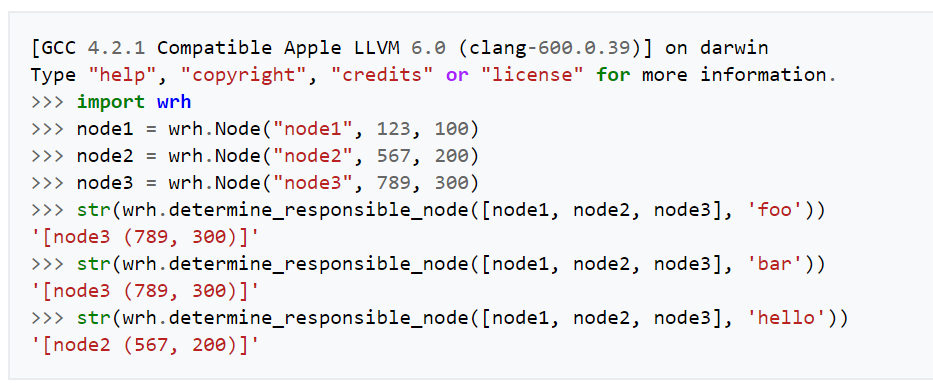 [GCC 4.2.1 Compatible Apple LLVM 6.0 (clang-600.0.39)] on darwin
Type "help", "copyright", "credits" or "license" for more information.
>>> import wrh
>>> node1 = wrh.Node("node1", 123, 100)
>>> node2 = wrh.Node("node2", 567, 200)
>>> node3 = wrh.Node("node3", 789, 300)
>>> str(wrh.determine_responsible_node([node1, node2, node3], 'foo'))
'[node3 (789, 300)]'
>>> str(wrh.determine_responsible_node([node1, node2, node3], 'bar'))
'[node3 (789, 300)]'
>>> str(wrh.determine_responsible_node([node1, node2, node3], 'hello'))
'[node2 (567, 200)]'